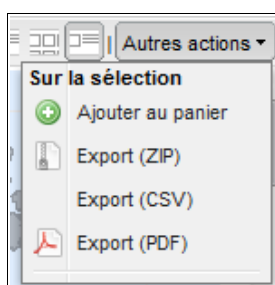 Autres actions
Sur la sélection
Ajouter au panier
Export (ZIP)
Export (CSV)
Export (PDF)